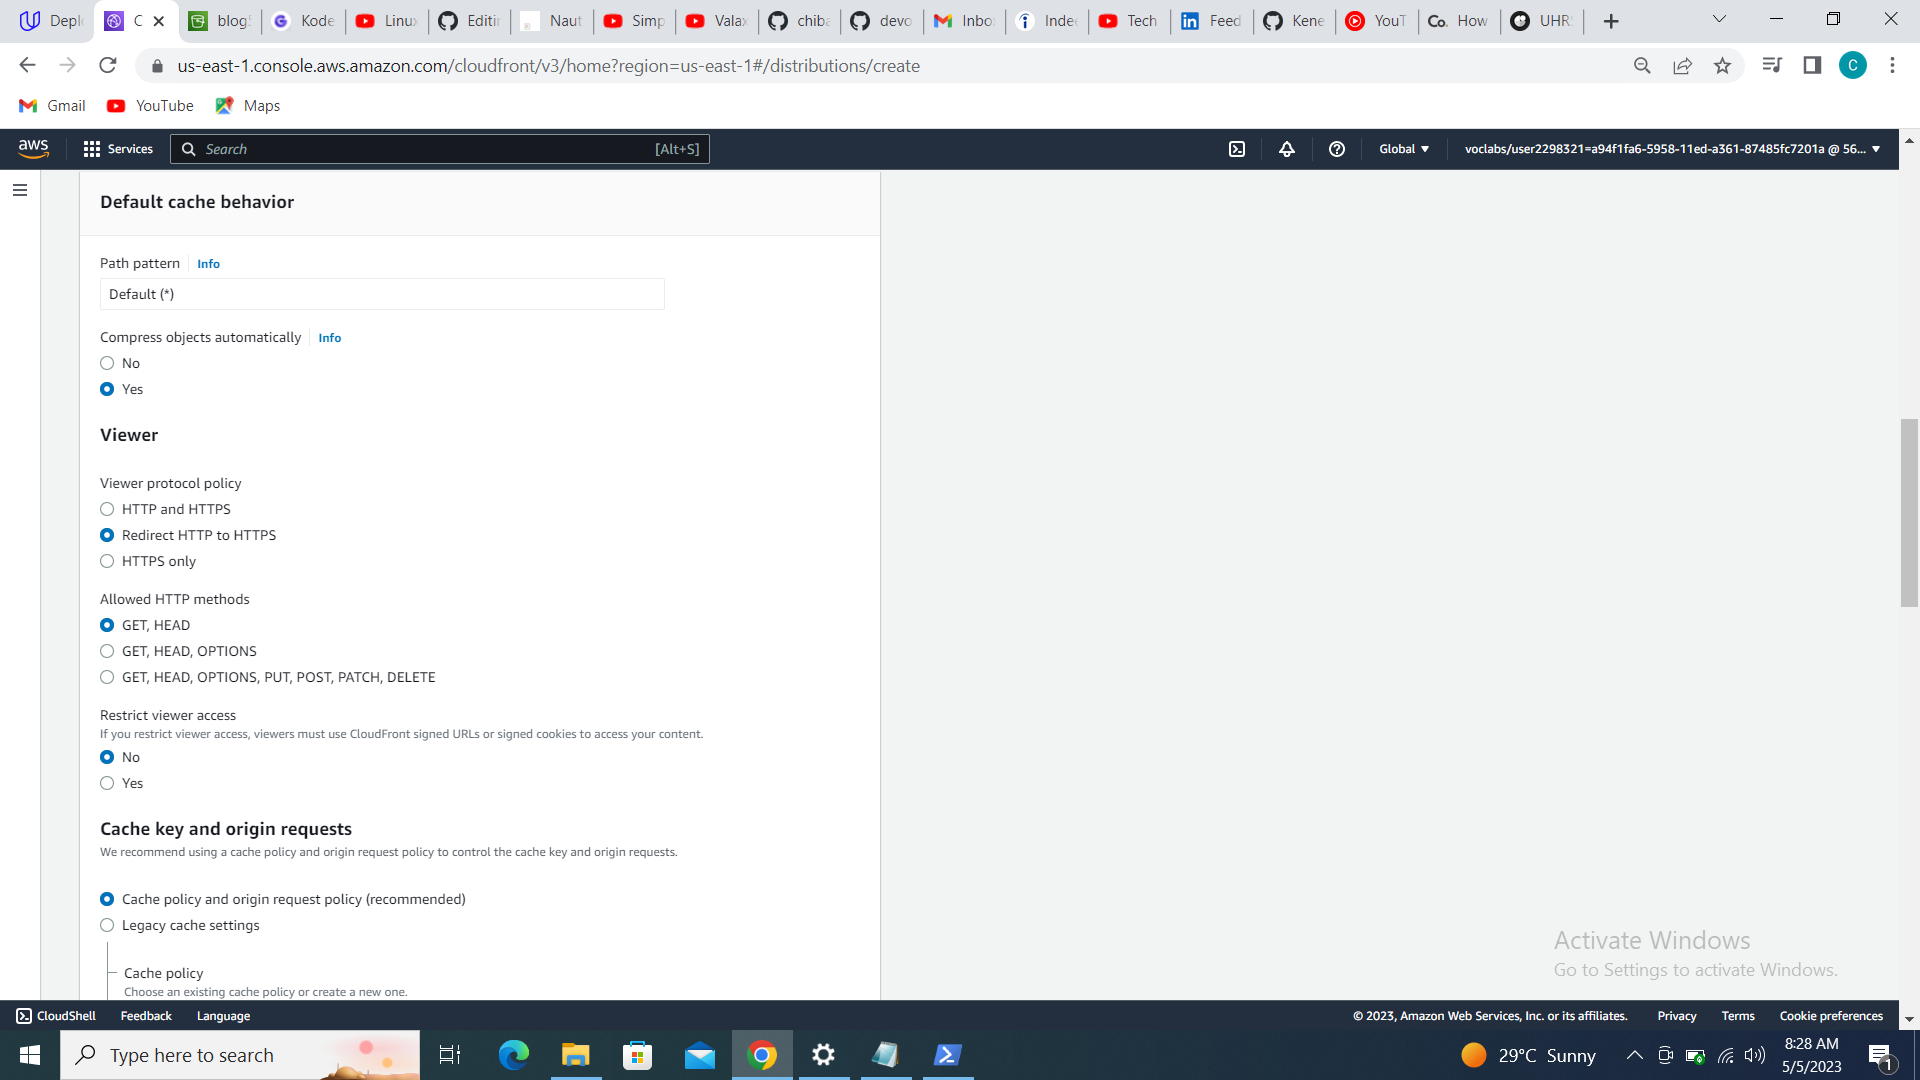 Deplo
C
blogS
Kode
Linux
Editin
Naut
Simp
Valax
chiba
devo
Inbo
Inde
Tech
Feed
Kene
YouT
Co.
How
UHRS
us-east-1.console.aws.amazon.com/cloudfront/v3/home?region=us-east-1#/distributions/create
C
Gmail
YouTube
Maps
aws
Services
Search
[Alt+S]
Global
voclabs/user2298321=a94f1fa6-5958-11ed-a361-87485fc7201a @ 56...
Default cache behavior
Path pattern
Info
Default (*)
Compress objects automatically
Info
No
Yes
Viewer
Viewer protocol policy
HTTP and HTTPS
Redirect HTTP to HTTPS
HTTPS only
Allowed HTTP methods
GET, HEAD
GET, HEAD, OPTIONS
GET, HEAD, OPTIONS, PUT, POST, PATCH, DELETE
Restrict viewer access
If you restrict viewer access, viewers must use CloudFront signed URLs or signed cookies to access your content.
No
Yes
Cache key and origin requests
We recommend using a cache policy and origin request policy to control the cache key and origin requests.
Cache policy and origin request policy (recommended)
Legacy cache settings
Cache policy
Choose an existing cache policy or create a new one.
Activate Windows
Go to Settings to activate Windows.
CloudShell
Feedback
Language
© 2023, Amazon Web Services, Inc. or its affiliates.
Privacy
Terms
Cookie preferences
Type here to search
29°C Sunny
8:28 AM
5/5/2023
1